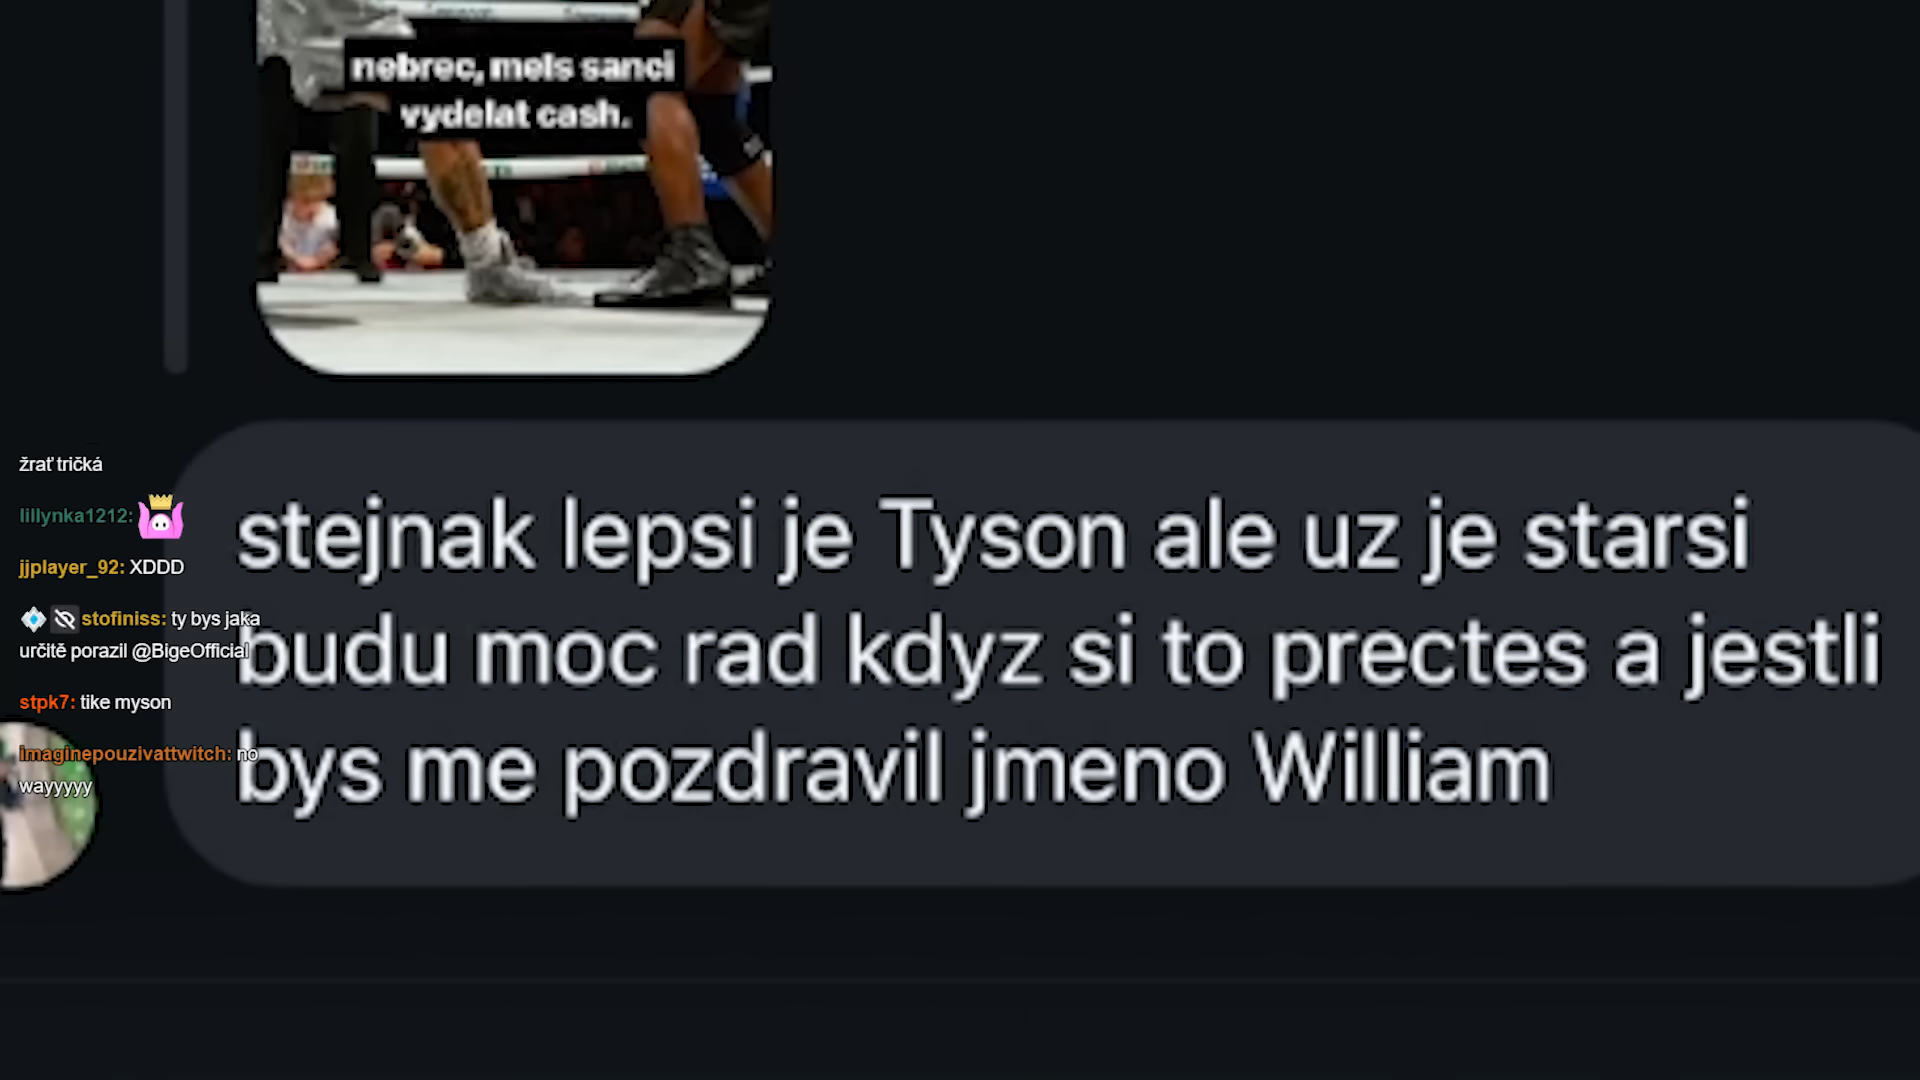 nebrec, mels sanci
vydelat cash.
žrať tričká
lillynka1212:
jjplayer_92: XDDD
stofiniss: ty bys jaka
určitě porazil @BigeOfficial
stpk7: tike myson
imaginepouzivattwitch: no
wayyyyy
stejnak lepsi je Tyson ale uz je starsi
budu moc rad kdyz si to prectes a jestli
bys me pozdravil jmeno William